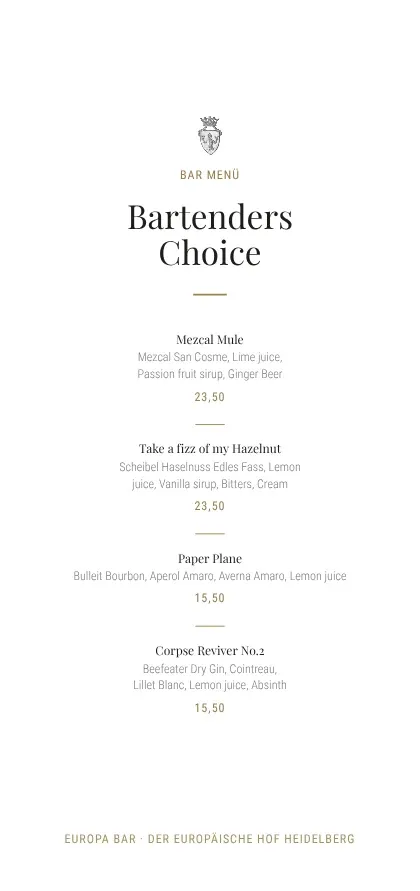 BAR MENÜ
Bartenders
Choice
Mezcal Mule
Mezcal San Cosme, Lime juice,
Passion fruit sirup, Ginger Beer
23,50
Take a fizz of my Hazelnut
Scheibel Haselnuss Edles Fass, Lemon
juice, Vanilla sirup, Bitters, Cream
23,50
Paper Plane
Bulleit Bourbon, Aperol Amaro, Averna Amaro, Lemon juice
15,50
Corpse Reviver No.2
Beefeater Dry Gin, Cointreau,
Lillet Blanc, Lemon juice, Absinth
15,50
EUROPA BAR · DER EUROPÄISCHE HOF HEIDELBERG